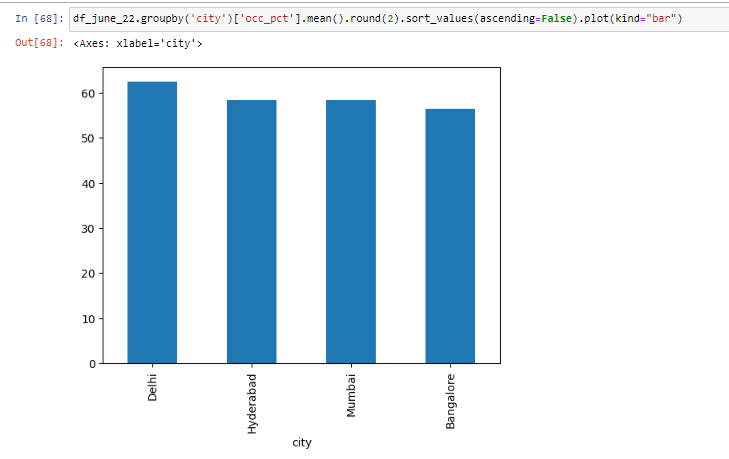 In [68]: df_june_22.groupby('city')['occ_pct'].mean().round(2).sort_values(ascending=False).plot(kind="bar")
Out[68]: <Axes: xlabel='city'>
60
50
40
30
20
10
0
Delhi
Hyderabad
Mumbai
Bangalore
city